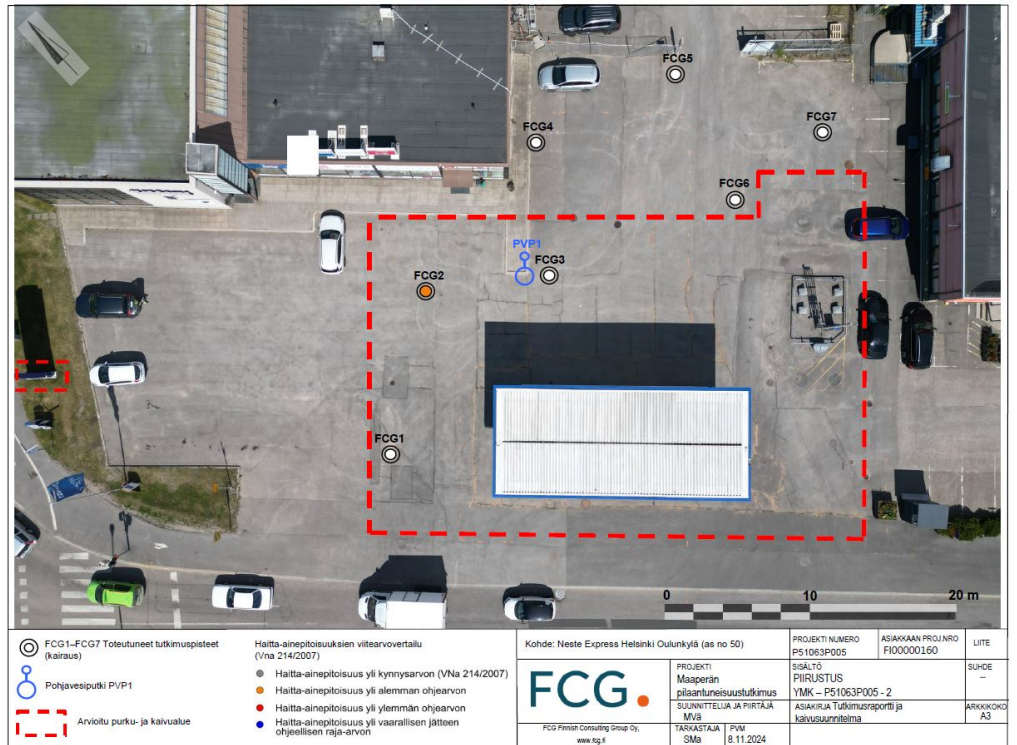 FCG5
FCG4
FCG7
FCG6
PVP1
FCG3
FCG2
FCG1
0 10 20 m
FCG1–FCG7 Toteutuneet tutkimuspisteet
(kairaus)
Pohjavesiputki PVP1
Arvioitu purku- ja kaivualue
Haitta-ainepitoisuuksien viitearvovertailu
(Vna 214/2007)
Haitta-ainepitoisuus yli kynnysarvon (VNa 214/2007)
Haitta-ainepitoisuus yli alemman ohjearvon
Haitta-ainepitoisuus yli ylemmän ohjearvon
Haitta-ainepitoisuus yli vaarallisen jätteen
ohjeellisen raja-arvon
Kohde: Neste Express Helsinki Oulunkylä (as no 50)
PROJEKTI NUMERO
P51063P005
ASIAKKAAN PROJ.NRO
FI00000160
LIITE
FCG.
FCG Finnish Consulting Group Oy,
www.fcg.fi
PROJEKTI
Maaperän
pilaantuneisuustutkimus
SISÄLTÖ
PIIRUSTUS
YMK – P51063P005 - 2
SUHDE
–
SUUNNITTELIJA JA PIIRTÄJÄ
MVä
ASIAKIRJA Tutkimusraportti ja
kaivusuunnitelma
ARKKIKOKO
A3
TARKASTAJA
SMa
PVM
8.11.2024